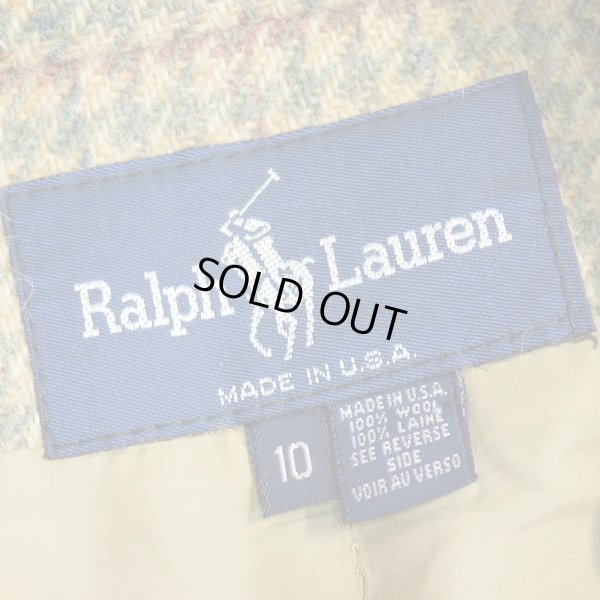 Ralph Lauren
SOLD OUT
MADE IN U.S.A.
10
MADE IN U.S.A.
100% WOOL
100% LAINE
SEE REVERSE
SIDE
VOIR AU VERSO